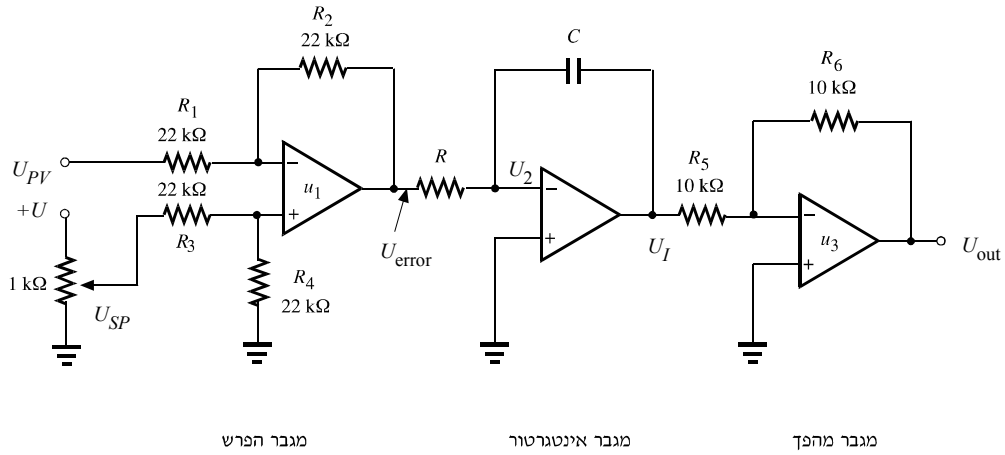 R2
22 kΩ
C
R6
10 kΩ
R1
22 kΩ
UPV
u1
R
U2
R5
10 kΩ
+U
22 kΩ
R3
Uerror
UI
u3
Uout
1 kΩ
USP
R4
22 kΩ
מגבר הפרש
מגבר אינטגרטור
מגבר מהפך